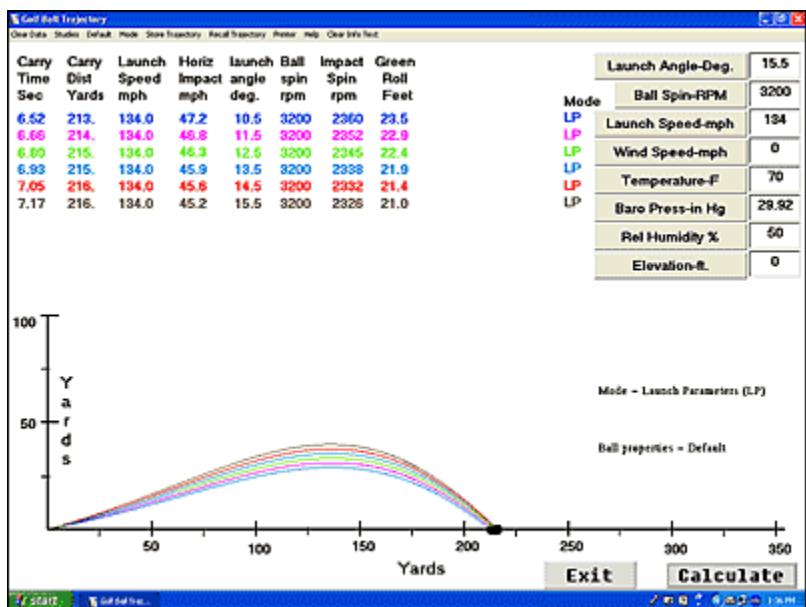 Golf Ball Trajectory
Clear Data Studies Default Mode Store Trajectory Recall Trajectory Printer Help Clear Info Text
Carry Carry Launch Horiz launch Ball Impact Green
Time Dist Speed Impact angle spin Spin Roll
Sec Yards mph mph deg. rpm rpm Feet
Mode
6.52 213. 134.0 47.2 10.5 3200 2360 23.5 LP
6.66 214. 134.0 46.8 11.5 3200 2352 22.9 LP
6.80 215. 134.0 46.3 12.5 3200 2345 22.4 LP
6.93 215. 134.0 45.9 13.5 3200 2338 21.9 LP
7.05 216. 134.0 45.6 14.5 3200 2332 21.4 LP
7.17 216. 134.0 45.2 15.5 3200 2326 21.0 LP
Launch Angle-Deg. 15.5
Ball Spin-RPM 3200
Launch Speed-mph 134
Wind Speed-mph 0
Temperature-F 70
Baro Press-in Hg 29.92
Rel Humidity % 50
Elevation-ft. 0
100
Yards
50
Mode = Launch Parameters (LP)
Ball properties = Default
50 100 150 200 250 300 350
Yards
Exit Calculate
start Golf Ball Trajec...